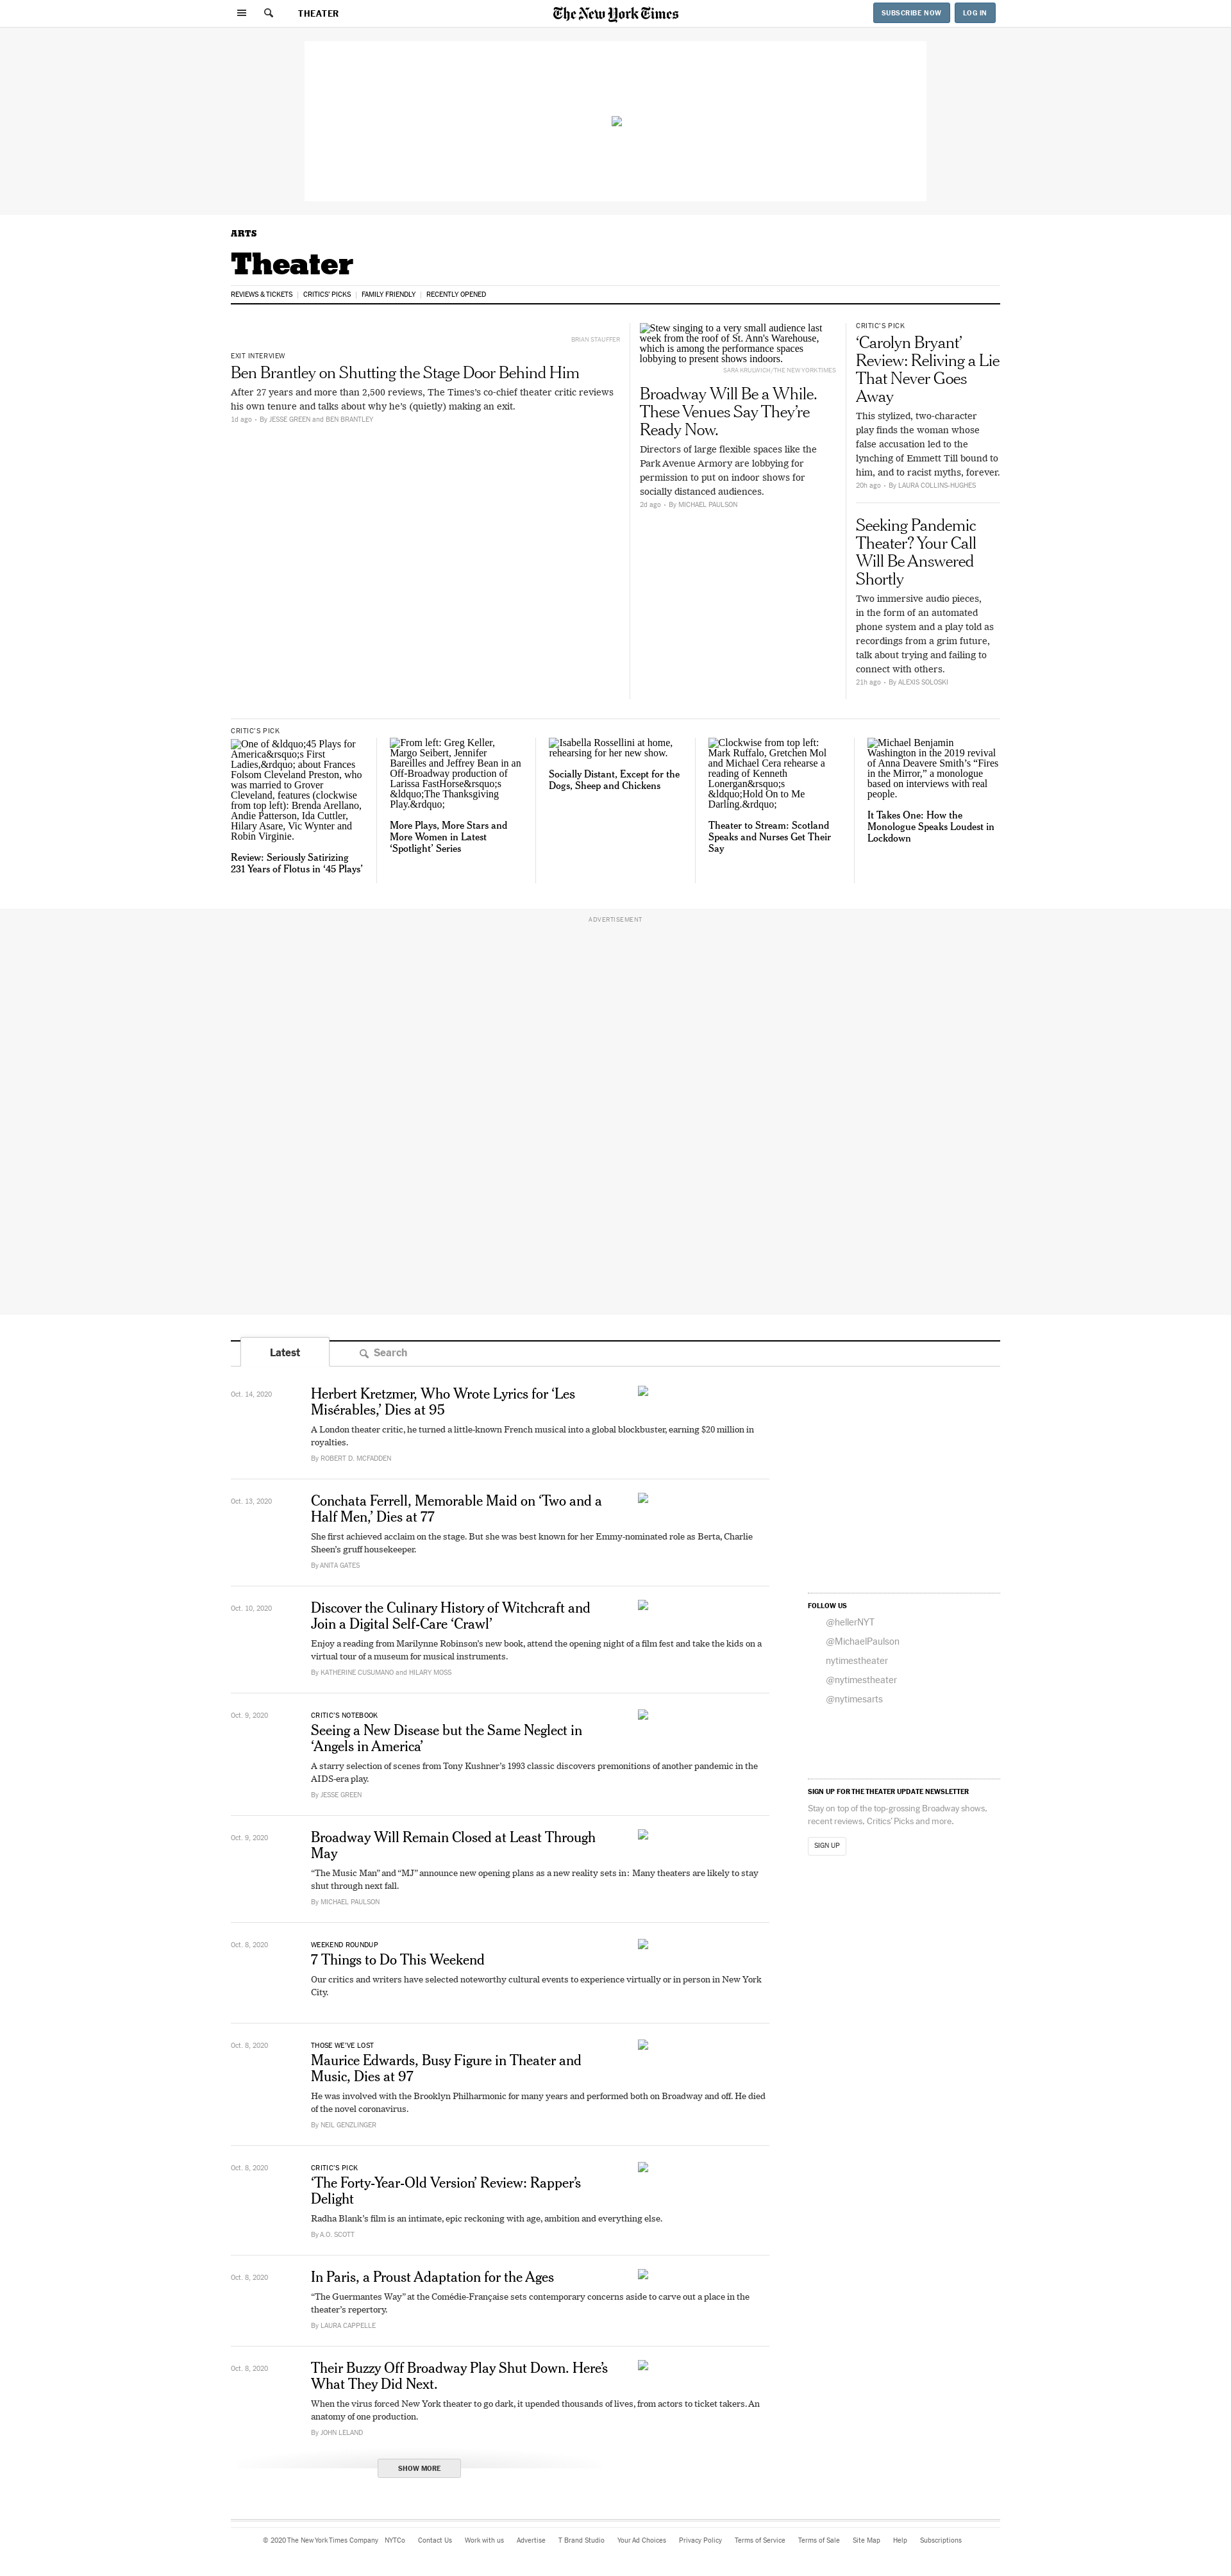 THEATER
The New York Times
SUBSCRIBE NOW
LOG IN
ARTS
Theater
REVIEWS & TICKETS | CRITICS' PICKS | FAMILY FRIENDLY | RECENTLY OPENED
BRIAN STAUFFER
EXIT INTERVIEW
Ben Brantley on Shutting the Stage Door Behind Him
After 27 years and more than 2,500 reviews, The Times’s co-chief theater critic reviews
his own tenure and talks about why he’s (quietly) making an exit.
1d ago - By JESSE GREEN and BEN BRANTLEY
Stew singing to a very small audience last
week from the roof of St. Ann's Warehouse,
which is among the performance spaces
lobbying to present shows indoors.
SARA KRULWICH/THE NEW YORK TIMES
Broadway Will Be a While.
These Venues Say They’re
Ready Now.
Directors of large flexible spaces like the
Park Avenue Armory are lobbying for
permission to put on indoor shows for
socially distanced audiences.
2d ago - By MICHAEL PAULSON
CRITIC’S PICK
‘Carolyn Bryant’
Review: Reliving a Lie
That Never Goes
Away
This stylized, two-character
play finds the woman whose
false accusation led to the
lynching of Emmett Till bound to
him, and to racist myths, forever.
20h ago - By LAURA COLLINS-HUGHES
Seeking Pandemic
Theater? Your Call
Will Be Answered
Shortly
Two immersive audio pieces,
in the form of an automated
phone system and a play told as
recordings from a grim future,
talk about trying and failing to
connect with others.
21h ago - By ALEXIS SOLOSKI
CRITIC’S PICK
One of &ldquo;45 Plays for
America&rsquo;s First
Ladies,&rdquo; about Frances
Folsom Cleveland Preston, who
was married to Grover
Cleveland, features (clockwise
from top left): Brenda Arellano,
Andie Patterson, Ida Cuttler,
Hilary Asare, Vic Wynter and
Robin Virginie.
Review: Seriously Satirizing
231 Years of Flotus in ‘45 Plays’
From left: Greg Keller,
Margo Seibert, Jennifer
Bareilles and Jeffrey Bean in an
Off-Broadway production of
Larissa FastHorse&rsquo;s
&ldquo;The Thanksgiving
Play.&rdquo;
More Plays, More Stars and
More Women in Latest
‘Spotlight’ Series
Isabella Rossellini at home,
rehearsing for her new show.
Socially Distant, Except for the
Dogs, Sheep and Chickens
Clockwise from top left:
Mark Ruffalo, Gretchen Mol
and Michael Cera rehearse a
reading of Kenneth
Lonergan&rsquo;s
&ldquo;Hold On to Me
Darling.&rdquo;
Theater to Stream: Scotland
Speaks and Nurses Get Their
Say
Michael Benjamin
Washington in the 2019 revival
of Anna Deavere Smith’s “Fires
in the Mirror,” a monologue
based on interviews with real
people.
It Takes One: How the
Monologue Speaks Loudest in
Lockdown
ADVERTISEMENT
Latest
Search
Oct. 14, 2020
Herbert Kretzmer, Who Wrote Lyrics for ‘Les
Misérables,’ Dies at 95
A London theater critic, he turned a little-known French musical into a global blockbuster, earning $20 million in
royalties.
By ROBERT D. MCFADDEN
Oct. 13, 2020
Conchata Ferrell, Memorable Maid on ‘Two and a
Half Men,’ Dies at 77
She first achieved acclaim on the stage. But she was best known for her Emmy-nominated role as Berta, Charlie
Sheen’s gruff housekeeper.
By ANITA GATES
Oct. 10, 2020
Discover the Culinary History of Witchcraft and
Join a Digital Self-Care ‘Crawl’
Enjoy a reading from Marilynne Robinson’s new book, attend the opening night of a film fest and take the kids on a
virtual tour of a museum for musical instruments.
By KATHERINE CUSUMANO and HILARY MOSS
Oct. 9, 2020
CRITIC’S NOTEBOOK
Seeing a New Disease but the Same Neglect in
‘Angels in America’
A starry selection of scenes from Tony Kushner’s 1993 classic discovers premonitions of another pandemic in the
AIDS-era play.
By JESSE GREEN
Oct. 9, 2020
Broadway Will Remain Closed at Least Through
May
“The Music Man” and “MJ” announce new opening plans as a new reality sets in: Many theaters are likely to stay
shut through next fall.
By MICHAEL PAULSON
Oct. 8, 2020
WEEKEND ROUNDUP
7 Things to Do This Weekend
Our critics and writers have selected noteworthy cultural events to experience virtually or in person in New York
City.
Oct. 8, 2020
THOSE WE’VE LOST
Maurice Edwards, Busy Figure in Theater and
Music, Dies at 97
He was involved with the Brooklyn Philharmonic for many years and performed both on Broadway and off. He died
of the novel coronavirus.
By NEIL GENZLINGER
Oct. 8, 2020
CRITIC’S PICK
‘The Forty-Year-Old Version’ Review: Rapper’s
Delight
Radha Blank’s film is an intimate, epic reckoning with age, ambition and everything else.
By A.O. SCOTT
Oct. 8, 2020
In Paris, a Proust Adaptation for the Ages
“The Guermantes Way” at the Comédie-Française sets contemporary concerns aside to carve out a place in the
theater’s repertory.
By LAURA CAPPELLE
Oct. 8, 2020
Their Buzzy Off Broadway Play Shut Down. Here’s
What They Did Next.
When the virus forced New York theater to go dark, it upended thousands of lives, from actors to ticket takers. An
anatomy of one production.
By JOHN LELAND
SHOW MORE
FOLLOW US
@hellerNYT
@MichaelPaulson
nytimestheater
@nytimestheater
@nytimesarts
SIGN UP FOR THE THEATER UPDATE NEWSLETTER
Stay on top of the top-grossing Broadway shows,
recent reviews, Critics’ Picks and more.
SIGN UP
© 2020 The New York Times Company NYTCo Contact Us Work with us Advertise T Brand Studio Your Ad Choices Privacy Policy Terms of Service Terms of Sale Site Map Help Subscriptions